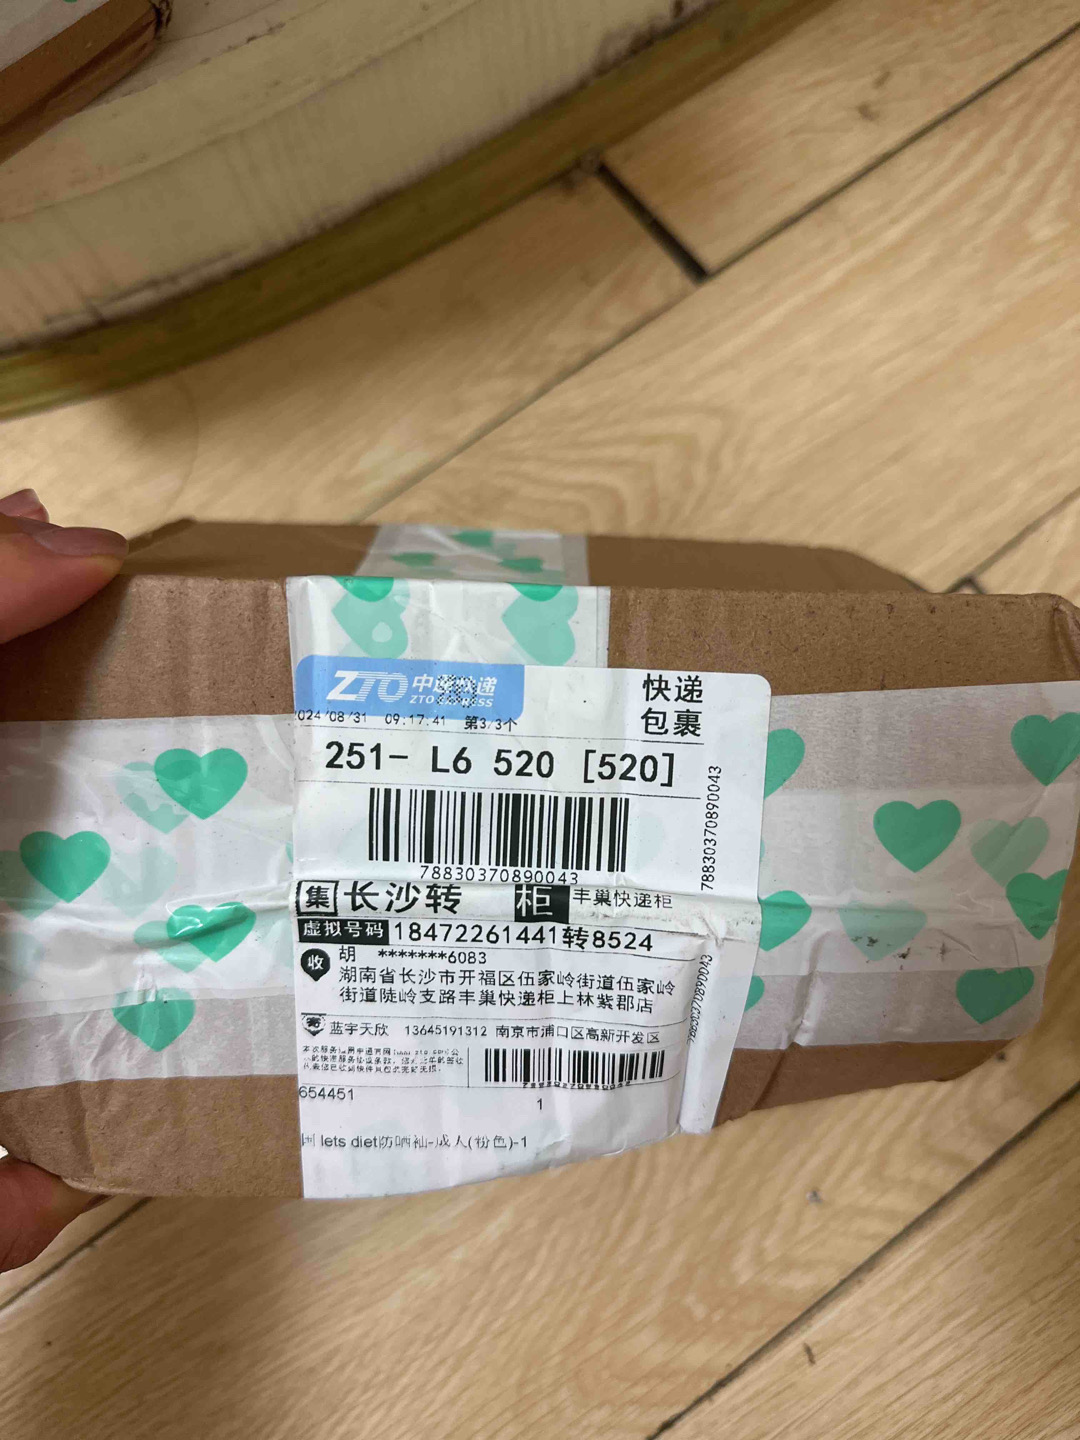 ZTO 中通快递
ZTO EXPRESS
快递
包裹
024/08/31 09:17:41 第3/3个
251- L6 520 [520]
78830370890043
78830370890043
集 长沙转 柜 丰巢快递柜
虚拟号码 18472261441转8524
收 胡 *******6083
湖南省长沙市开福区伍家岭街道伍家岭
街道陡岭支路丰巢快递柜上林紫郡店
78830370890043
寄 蓝宇天欣 13645191312 南京市浦口区高新开发区
78830370890043
654451
1
lets diet防晒袖-成人(粉色)-1